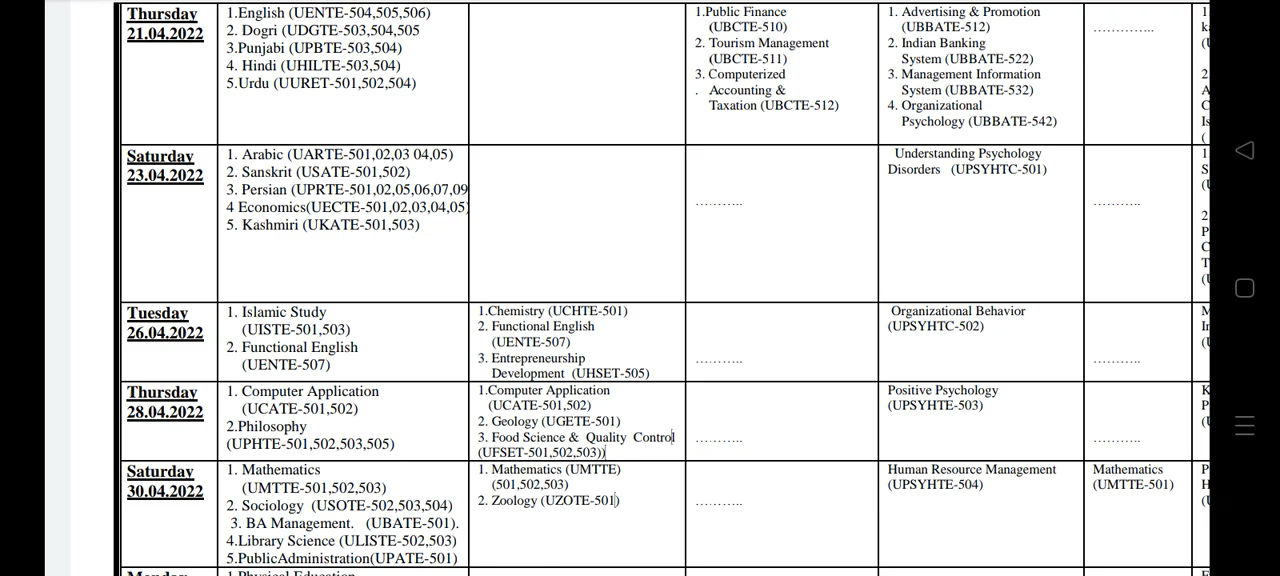 Thursday
21.04.2022
1.English (UENTE-504,505,506)
2. Dogri (UDGTE-503,504,505
3.Punjabi (UPBTE-503,504)
4. Hindi (UHILTE-503,504)
5.Urdu (UURET-501,502,504)
1.Public Finance
(UBCTE-510)
2. Tourism Management
(UBCTE-511)
3. Computerized
. Accounting &
Taxation (UBCTE-512)
1. Advertising & Promotion
(UBBATE-512)
2. Indian Banking
System (UBBATE-522)
3. Management Information
System (UBBATE-532)
4. Organizational
Psychology (UBBATE-542)
…………..
Saturday
23.04.2022
1. Arabic (UARTE-501,02,03 04,05)
2. Sanskrit (USATE-501,502)
3. Persian (UPRTE-501,02,05,06,07,09
4 Economics(UECTE-501,02,03,04,05)
5. Kashmiri (UKATE-501,503)
………..
Understanding Psychology
Disorders (UPSYHTC-501)
………..
Tuesday
26.04.2022
1. Islamic Study
(UISTE-501,503)
2. Functional English
(UENTE-507)
1.Chemistry (UCHTE-501)
2. Functional English
(UENTE-507)
3. Entrepreneurship
Development (UHSET-505)
………..
Organizational Behavior
(UPSYHTC-502)
………..
Thursday
28.04.2022
1. Computer Application
(UCATE-501,502)
2.Philosophy
(UPHTE-501,502,503,505)
1.Computer Application
(UCATE-501,502)
2. Geology (UGETE-501)
3. Food Science & Quality Control
(UFSET-501,502,503))
………..
Positive Psychology
(UPSYHTE-503)
………..
Saturday
30.04.2022
1. Mathematics
(UMTTE-501,502,503)
2. Sociology (USOTE-502,503,504)
3. BA Management. (UBATE-501).
4.Library Science (ULISTE-502,503)
5.PublicAdministration(UPATE-501)
1. Mathematics (UMTTE)
(501,502,503)
2. Zoology (UZOTE-501)
………..
Human Resource Management
(UPSYHTE-504)
Mathematics
(UMTTE-501)
Monday
1.Physical Education